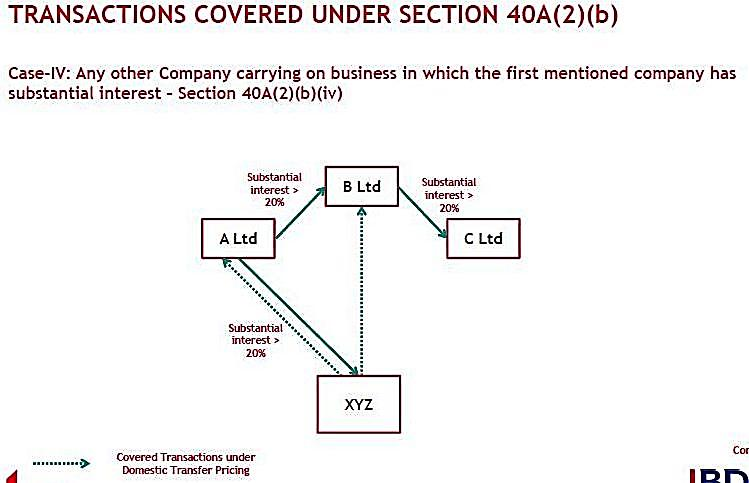 TRANSACTIONS COVERED UNDER SECTION 40A(2)(b)
Case-IV: Any other Company carrying on business in which the first mentioned company has
substantial interest – Section 40A(2)(b)(iv)
Substantial
interest >
20%
B Ltd
Substantial
interest >
20%
A Ltd
C Ltd
Substantial
interest >
20%
XYZ
Covered Transactions under
Domestic Transfer Pricing